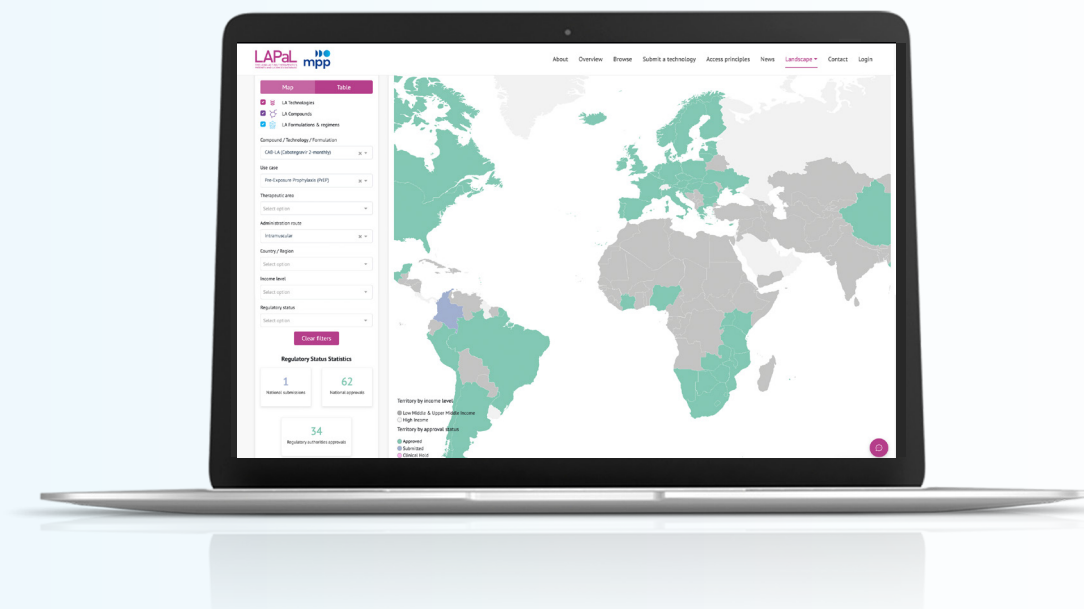 LAPaL
mpp
About Overview Browse Submit a technology Access principles News Landscape Contact Login
Map Table
LA Technologies
LA Compounds
LA Formulations & regimens
Compound / Technology / Formulation
CAB-LA (Cabotegravir 2-monthly)
Use case
Pre-Exposure Prophylaxis (PrEP)
Therapeutic area
Select option
Administration route
Intramuscular
Country / Region
Select option
Income level
Select option
Regulatory status
Select option
Clear filters
Regulatory Status Statistics
1
National submissions
62
National approvals
34
Regulatory authorities approvals
Territory by income level
Low Middle & Upper Middle Income
High Income
Territory by approval status
Approved
Submitted
Clinical Hold